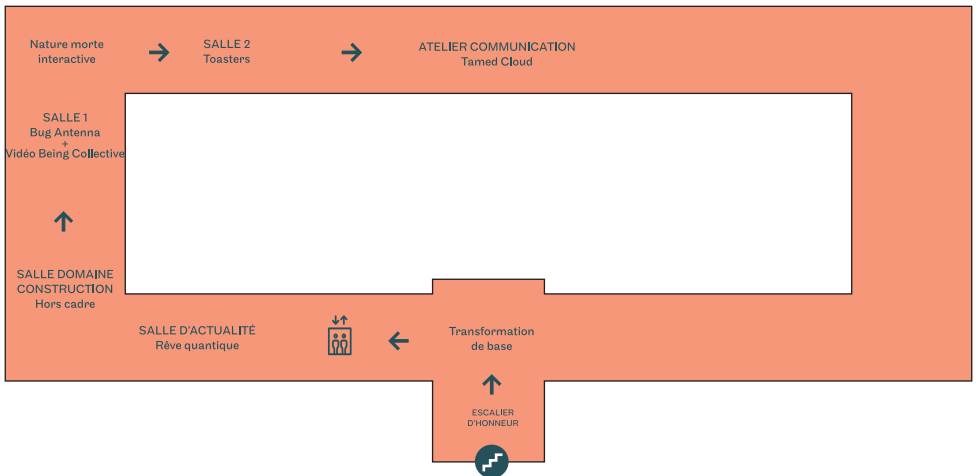 Nature morte
interactive
SALLE 2
Toasters
ATELIER COMMUNICATION
Tamed Cloud
SALLE 1
Bug Antenna
+
Vidéo Being Collective
SALLE DOMAINE
CONSTRUCTION
Hors cadre
SALLE D'ACTUALITÉ
Rêve quantique
Transformation
de base
ESCALIER
D'HONNEUR